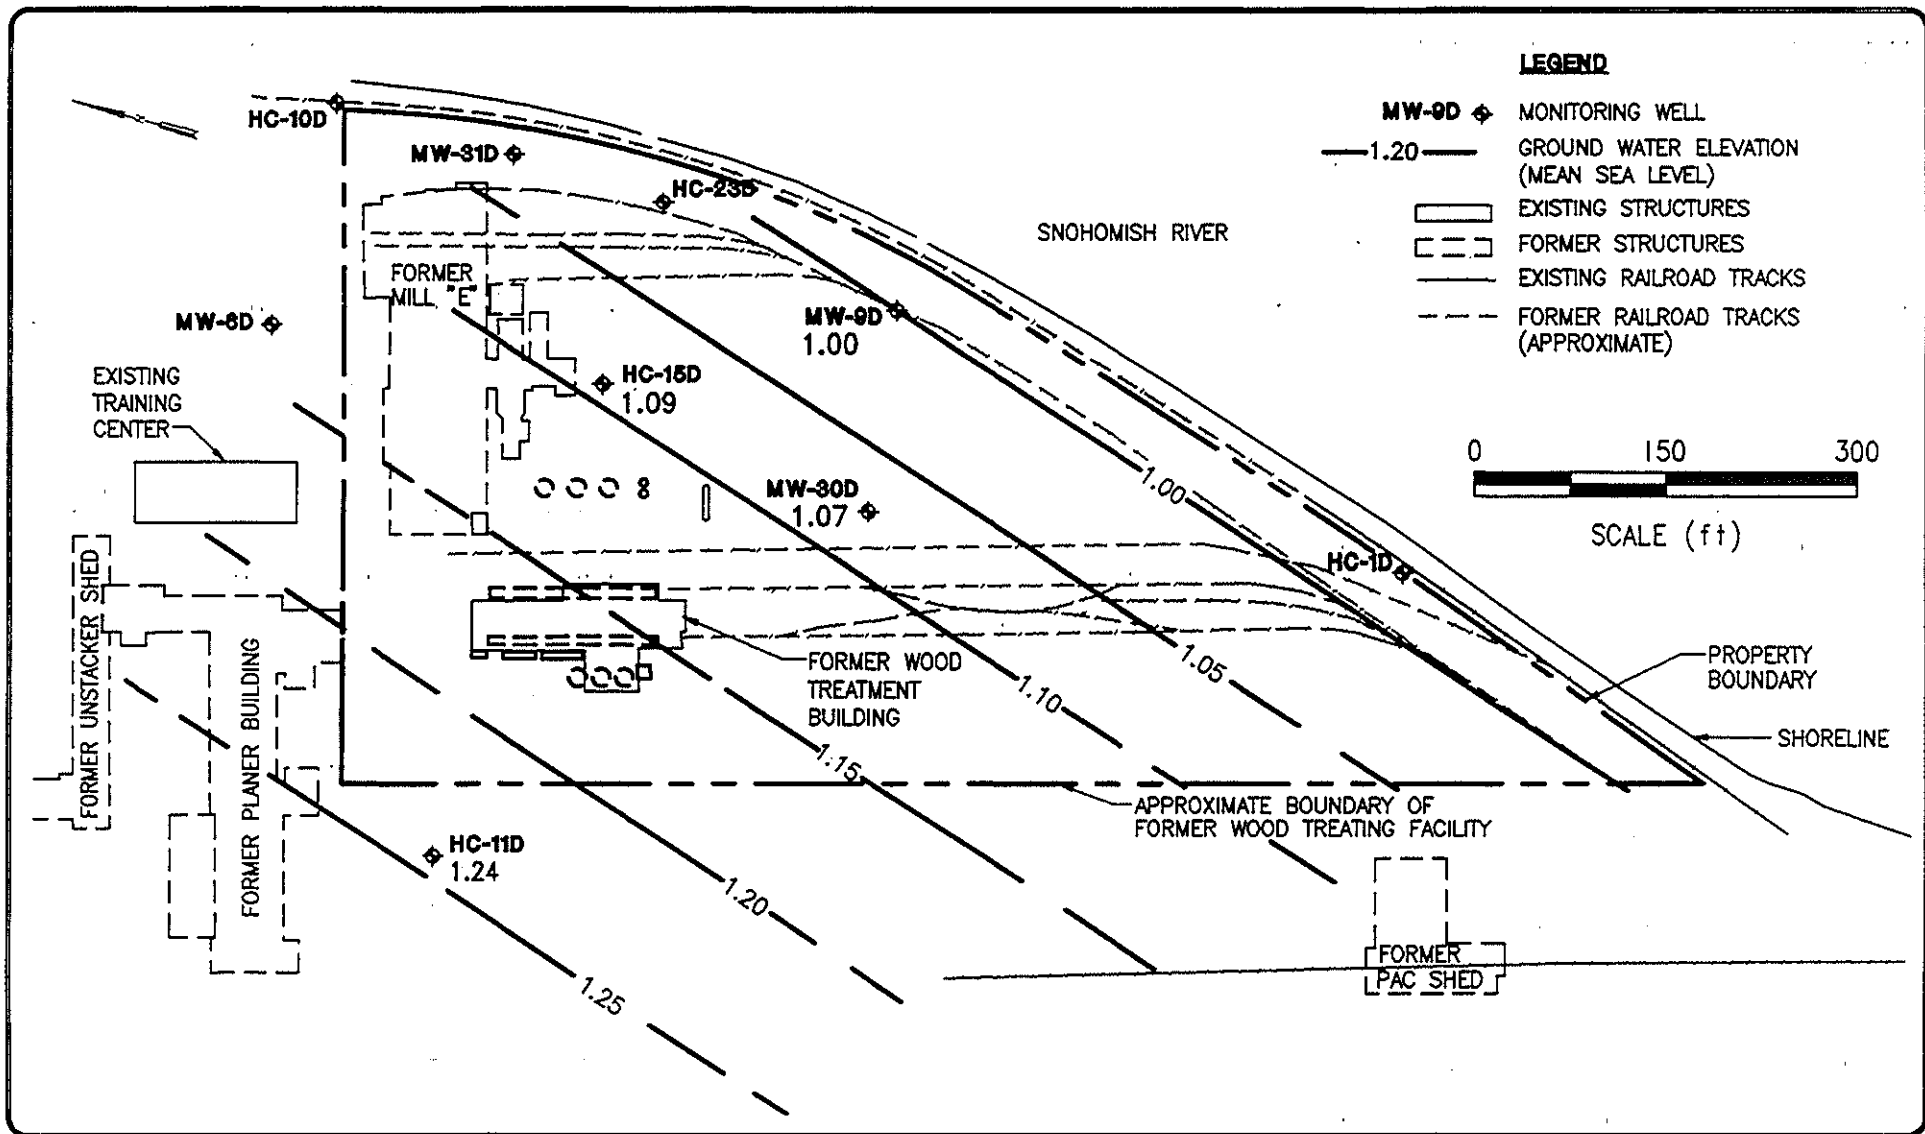 LEGEND
MW-9D MONITORING WELL
1.20 GROUND WATER ELEVATION
(MEAN SEA LEVEL)
EXISTING STRUCTURES
FORMER STRUCTURES
EXISTING RAILROAD TRACKS
FORMER RAILROAD TRACKS
(APPROXIMATE)
HC-10D
MW-31D
HC-23D
SNOHOMISH RIVER
FORMER
MILL "E"
MW-8D
MW-9D
1.00
EXISTING
TRAINING
CENTER
HC-15D
1.09
0 150 300
SCALE (ft)
MW-30D
1.07
1.00
HC-1D
FORMER UNSTACKER SHED
FORMER PLANER BUILDING
FORMER WOOD
TREATMENT
BUILDING
1.05
1.10
1.15
1.20
1.25
PROPERTY
BOUNDARY
SHORELINE
APPROXIMATE BOUNDARY OF
FORMER WOOD TREATING FACILITY
HC-11D
1.24
FORMER
PAC SHED